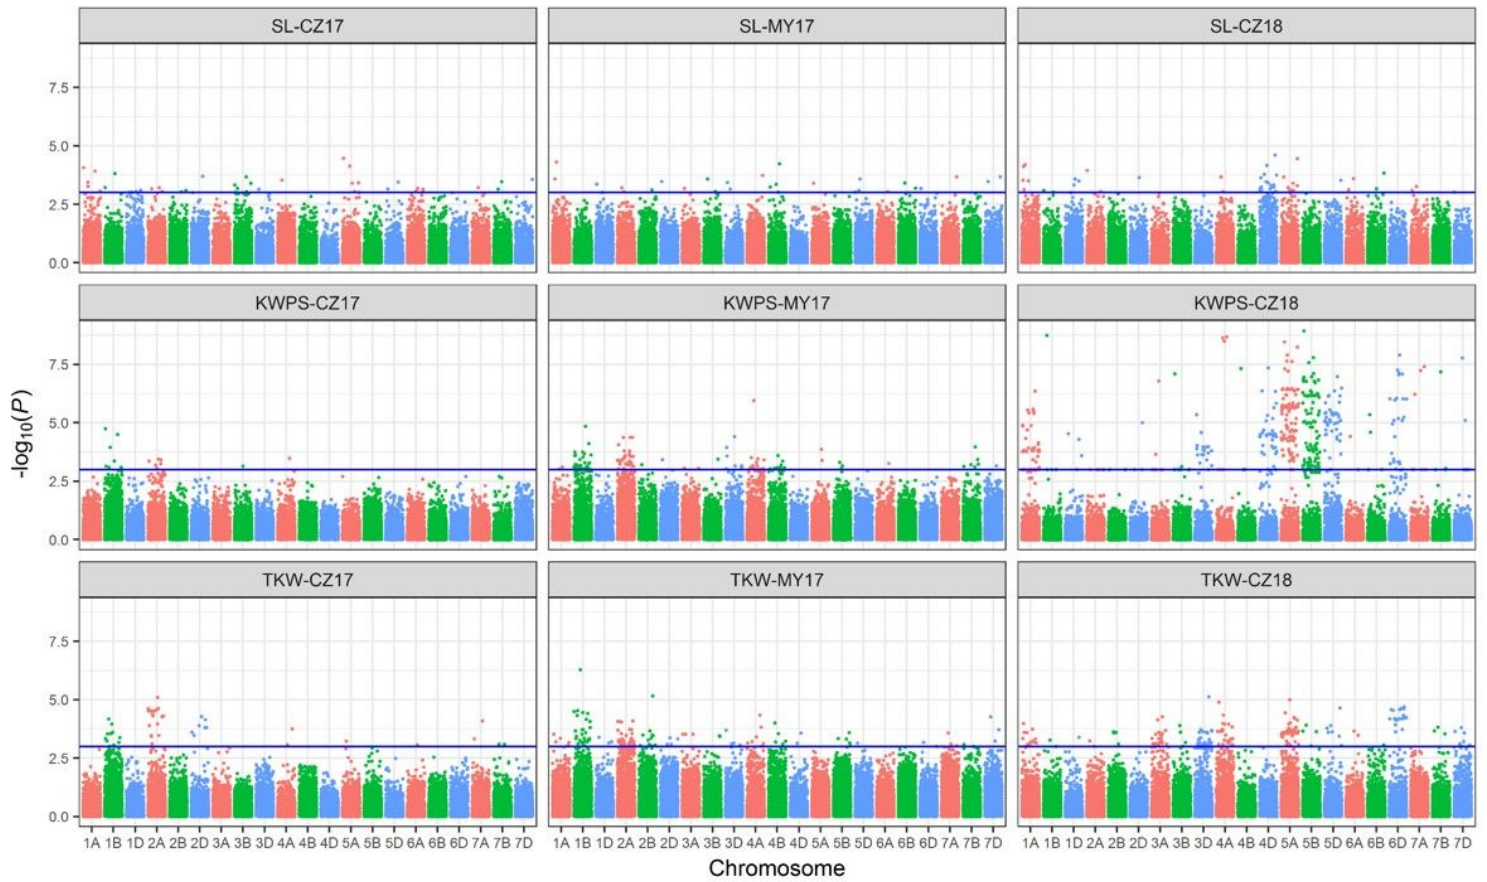 SL-CZ17 SL-MY17 SL-CZ18
7.5
5.0
2.5
0.0
KWPS-CZ17 KWPS-MY17 KWPS-CZ18
7.5
5.0
2.5
0.0
-log10(P)
TKW-CZ17 TKW-MY17 TKW-CZ18
7.5
5.0
2.5
0.0
1A 1B 1D 2A 2B 2D 3A 3B 3D 4A 4B 4D 5A 5B 5D 6A 6B 6D 7A 7B 7D 1A 1B 1D 2A 2B 2D 3A 3B 3D 4A 4B 4D 5A 5B 5D 6A 6B 6D 7A 7B 7D 1A 1B 1D 2A 2B 2D 3A 3B 3D 4A 4B 4D 5A 5B 5D 6A 6B 6D 7A 7B 7D
Chromosome